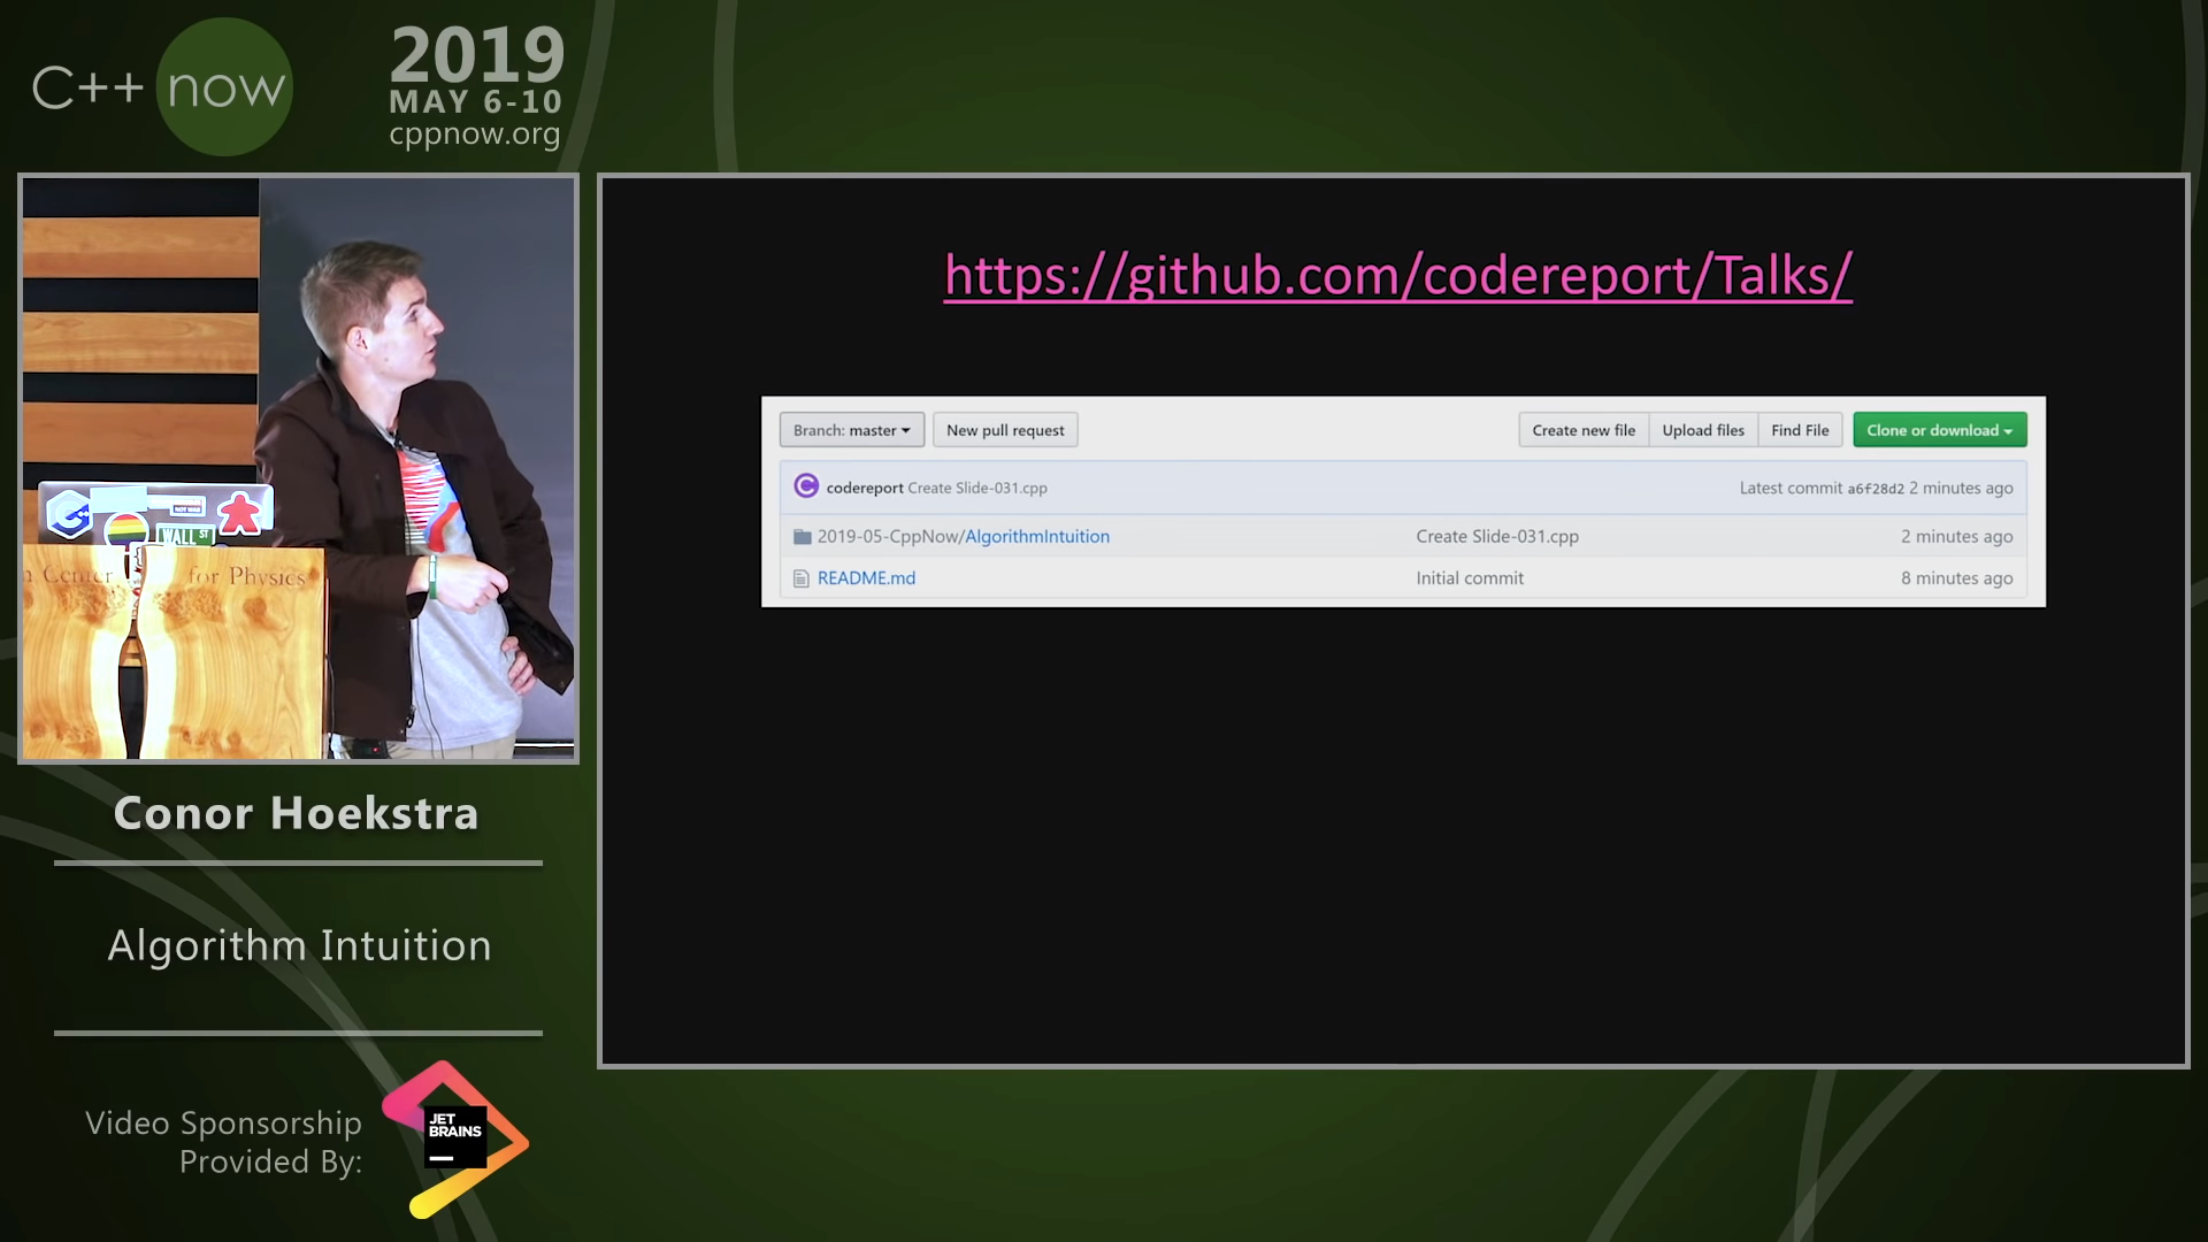 C++ now
2019
MAY 6-10
cppnow.org
WALL ST
Center for Physics
Conor Hoekstra
Algorithm Intuition
Video Sponsorship
Provided By:
JET
BRAINS
https://github.com/codereport/Talks/
Branch: master New pull request Create new file Upload files Find File Clone or download
codereport Create Slide-031.cpp Latest commit a6f28d2 2 minutes ago
2019-05-CppNow/AlgorithmIntuition Create Slide-031.cpp 2 minutes ago
README.md Initial commit 8 minutes ago